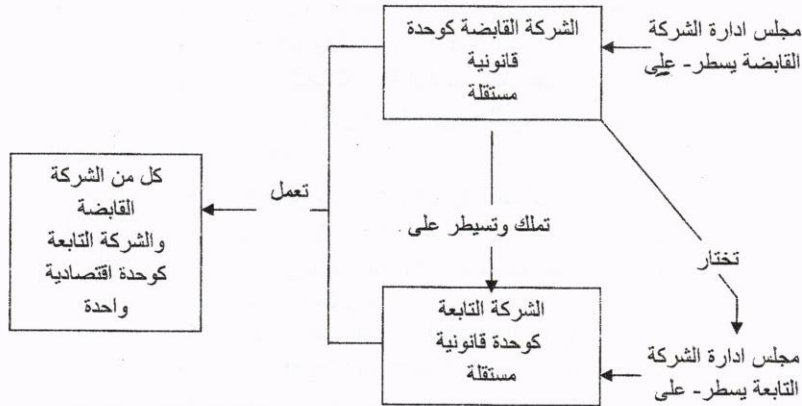 مجلس ادارة الشركة
القابضة يسطر- على
الشركة القابضة كوحدة
قانونية
مستقلة
كل من الشركة
القابضة
والشركة التابعة
كوحدة اقتصادية
واحدة
تعمل
تملك وتسيطر على
تختار
الشركة التابعة
كوحدة قانونية
مستقلة
مجلس ادارة الشركة
التابعة يسطر- على